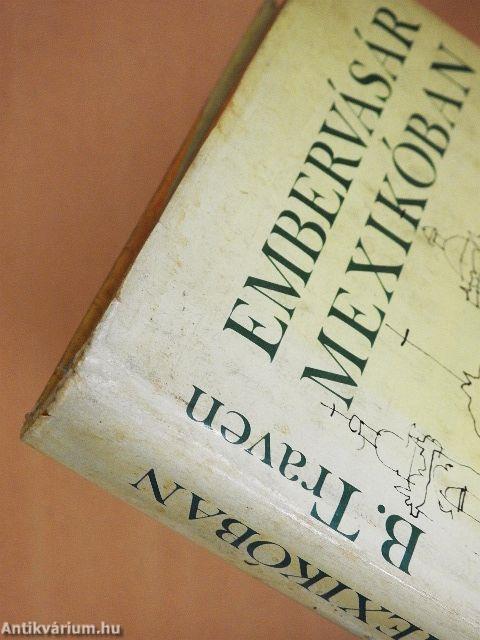 B. Traven
EMBERVÁSÁR
MEXIKÓBAN
EXIKÓBAN
Antikvárium.hu